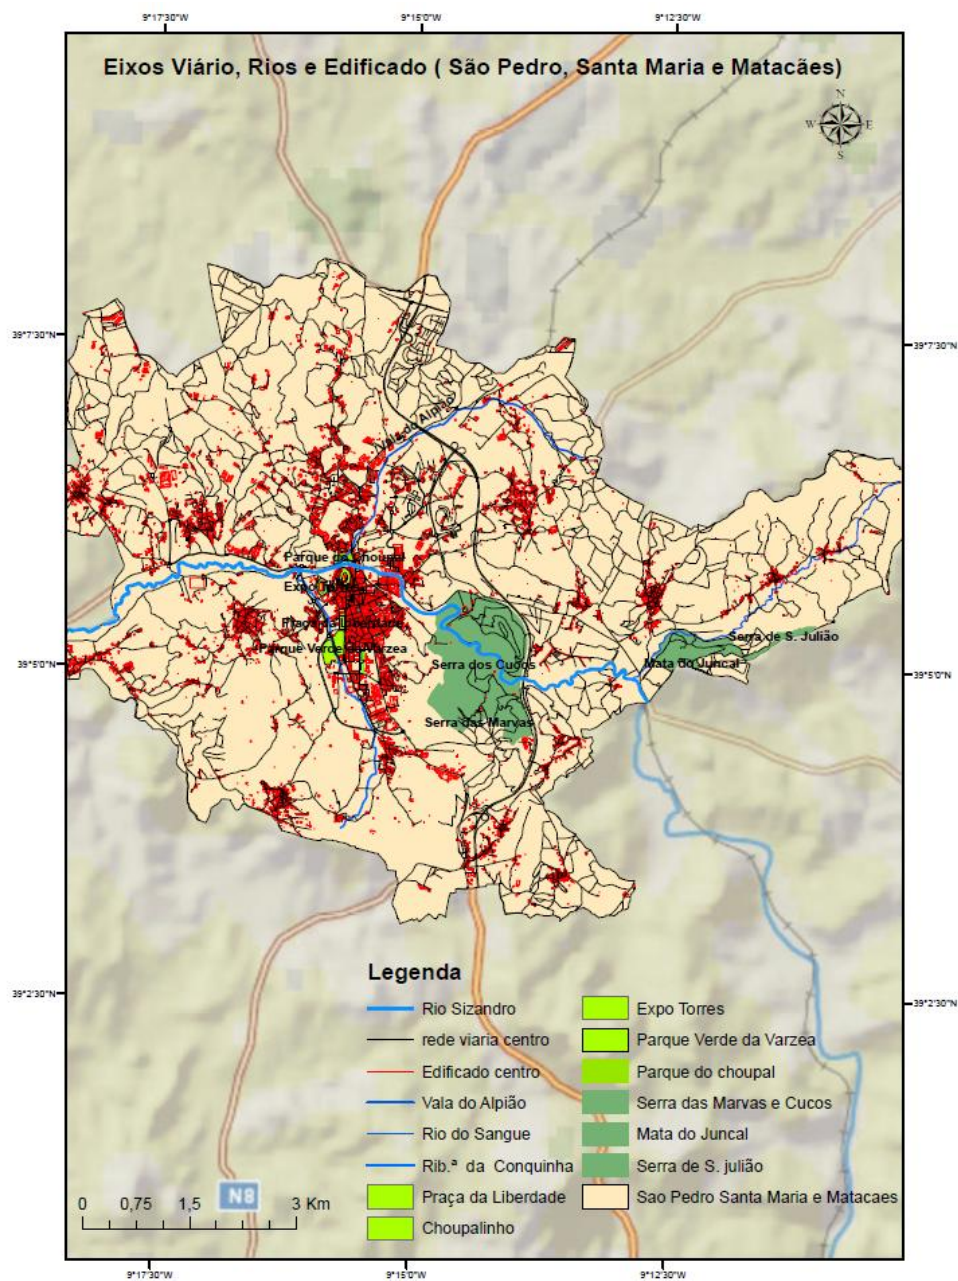 9°17'30"W 9°15'0"W 9°12'30"W
Eixos Viário, Rios e Edificado ( São Pedro, Santa Maria e Matacães)
N
W E
S
39°7'30"N 39°7'30"N
Vala do Alpião
Parque do Choupal
Expo Torres
Praça da Liberdade
Parque Verde da Varzea
Serra de S. Julião
Serra dos Cucos
Mata do Juncal
39°5'0"N 39°5'0"N
Serra das Marvas
Legenda
39°2'30"N 39°2'30"N
Rio Sizandro
rede viaria centro
Edificado centro
Vala do Alpião
Rio do Sangue
Rib.ª da Conquinha
Praça da Liberdade
Choupalinho
Expo Torres
Parque Verde da Varzea
Parque do choupal
Serra das Marvas e Cucos
Mata do Juncal
Serra de S. julião
Sao Pedro Santa Maria e Matacaes
N8
0 0,75 1,5 3 Km
9°17'30"W 9°15'0"W 9°12'30"W